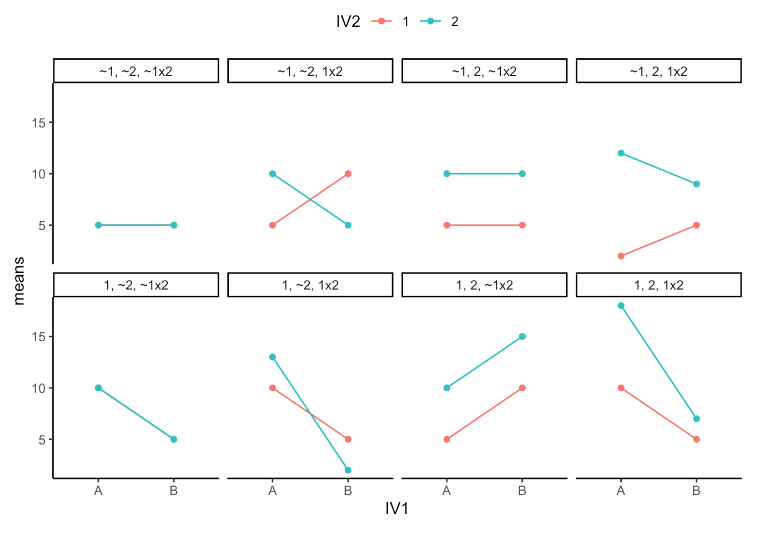 IV2 1 2
~1, ~2, ~1x2
~1, ~2, 1x2
~1, 2, ~1x2
~1, 2, 1x2
15
10
5
means
1, ~2, ~1x2
1, ~2, 1x2
1, 2, ~1x2
1, 2, 1x2
15
10
5
A B A B A B A B
IV1